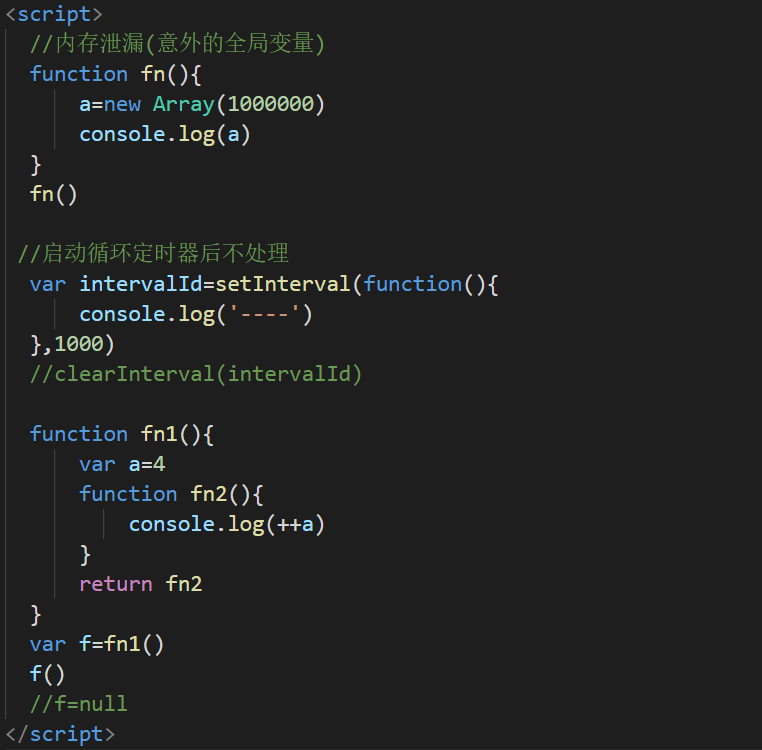 <script>
//内存泄漏(意外的全局变量)
function fn(){
a=new Array(1000000)
console.log(a)
}
fn()
//启动循环定时器后不处理
var intervalId=setInterval(function(){
console.log('----')
},1000)
//clearInterval(intervalId)
function fn1(){
var a=4
function fn2(){
console.log(++a)
}
return fn2
}
var f=fn1()
f()
//f=null
</script>